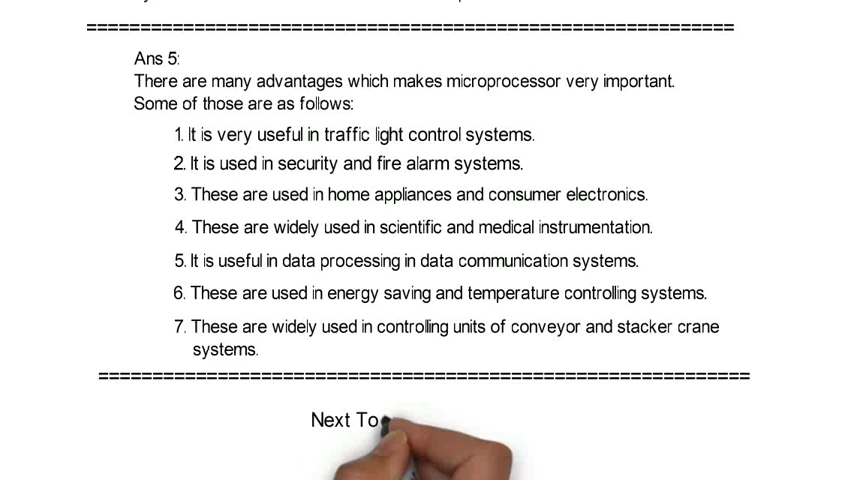 ==========================================================
Ans 5:
There are many advantages which makes microprocessor very important.
Some of those are as follows:
1. It is very useful in traffic light control systems.
2. It is used in security and fire alarm systems.
3. These are used in home appliances and consumer electronics.
4. These are widely used in scientific and medical instrumentation.
5. It is useful in data processing in data communication systems.
6. These are used in energy saving and temperature controlling systems.
7. These are widely used in controlling units of conveyor and stacker crane
systems.
==========================================================
Next To